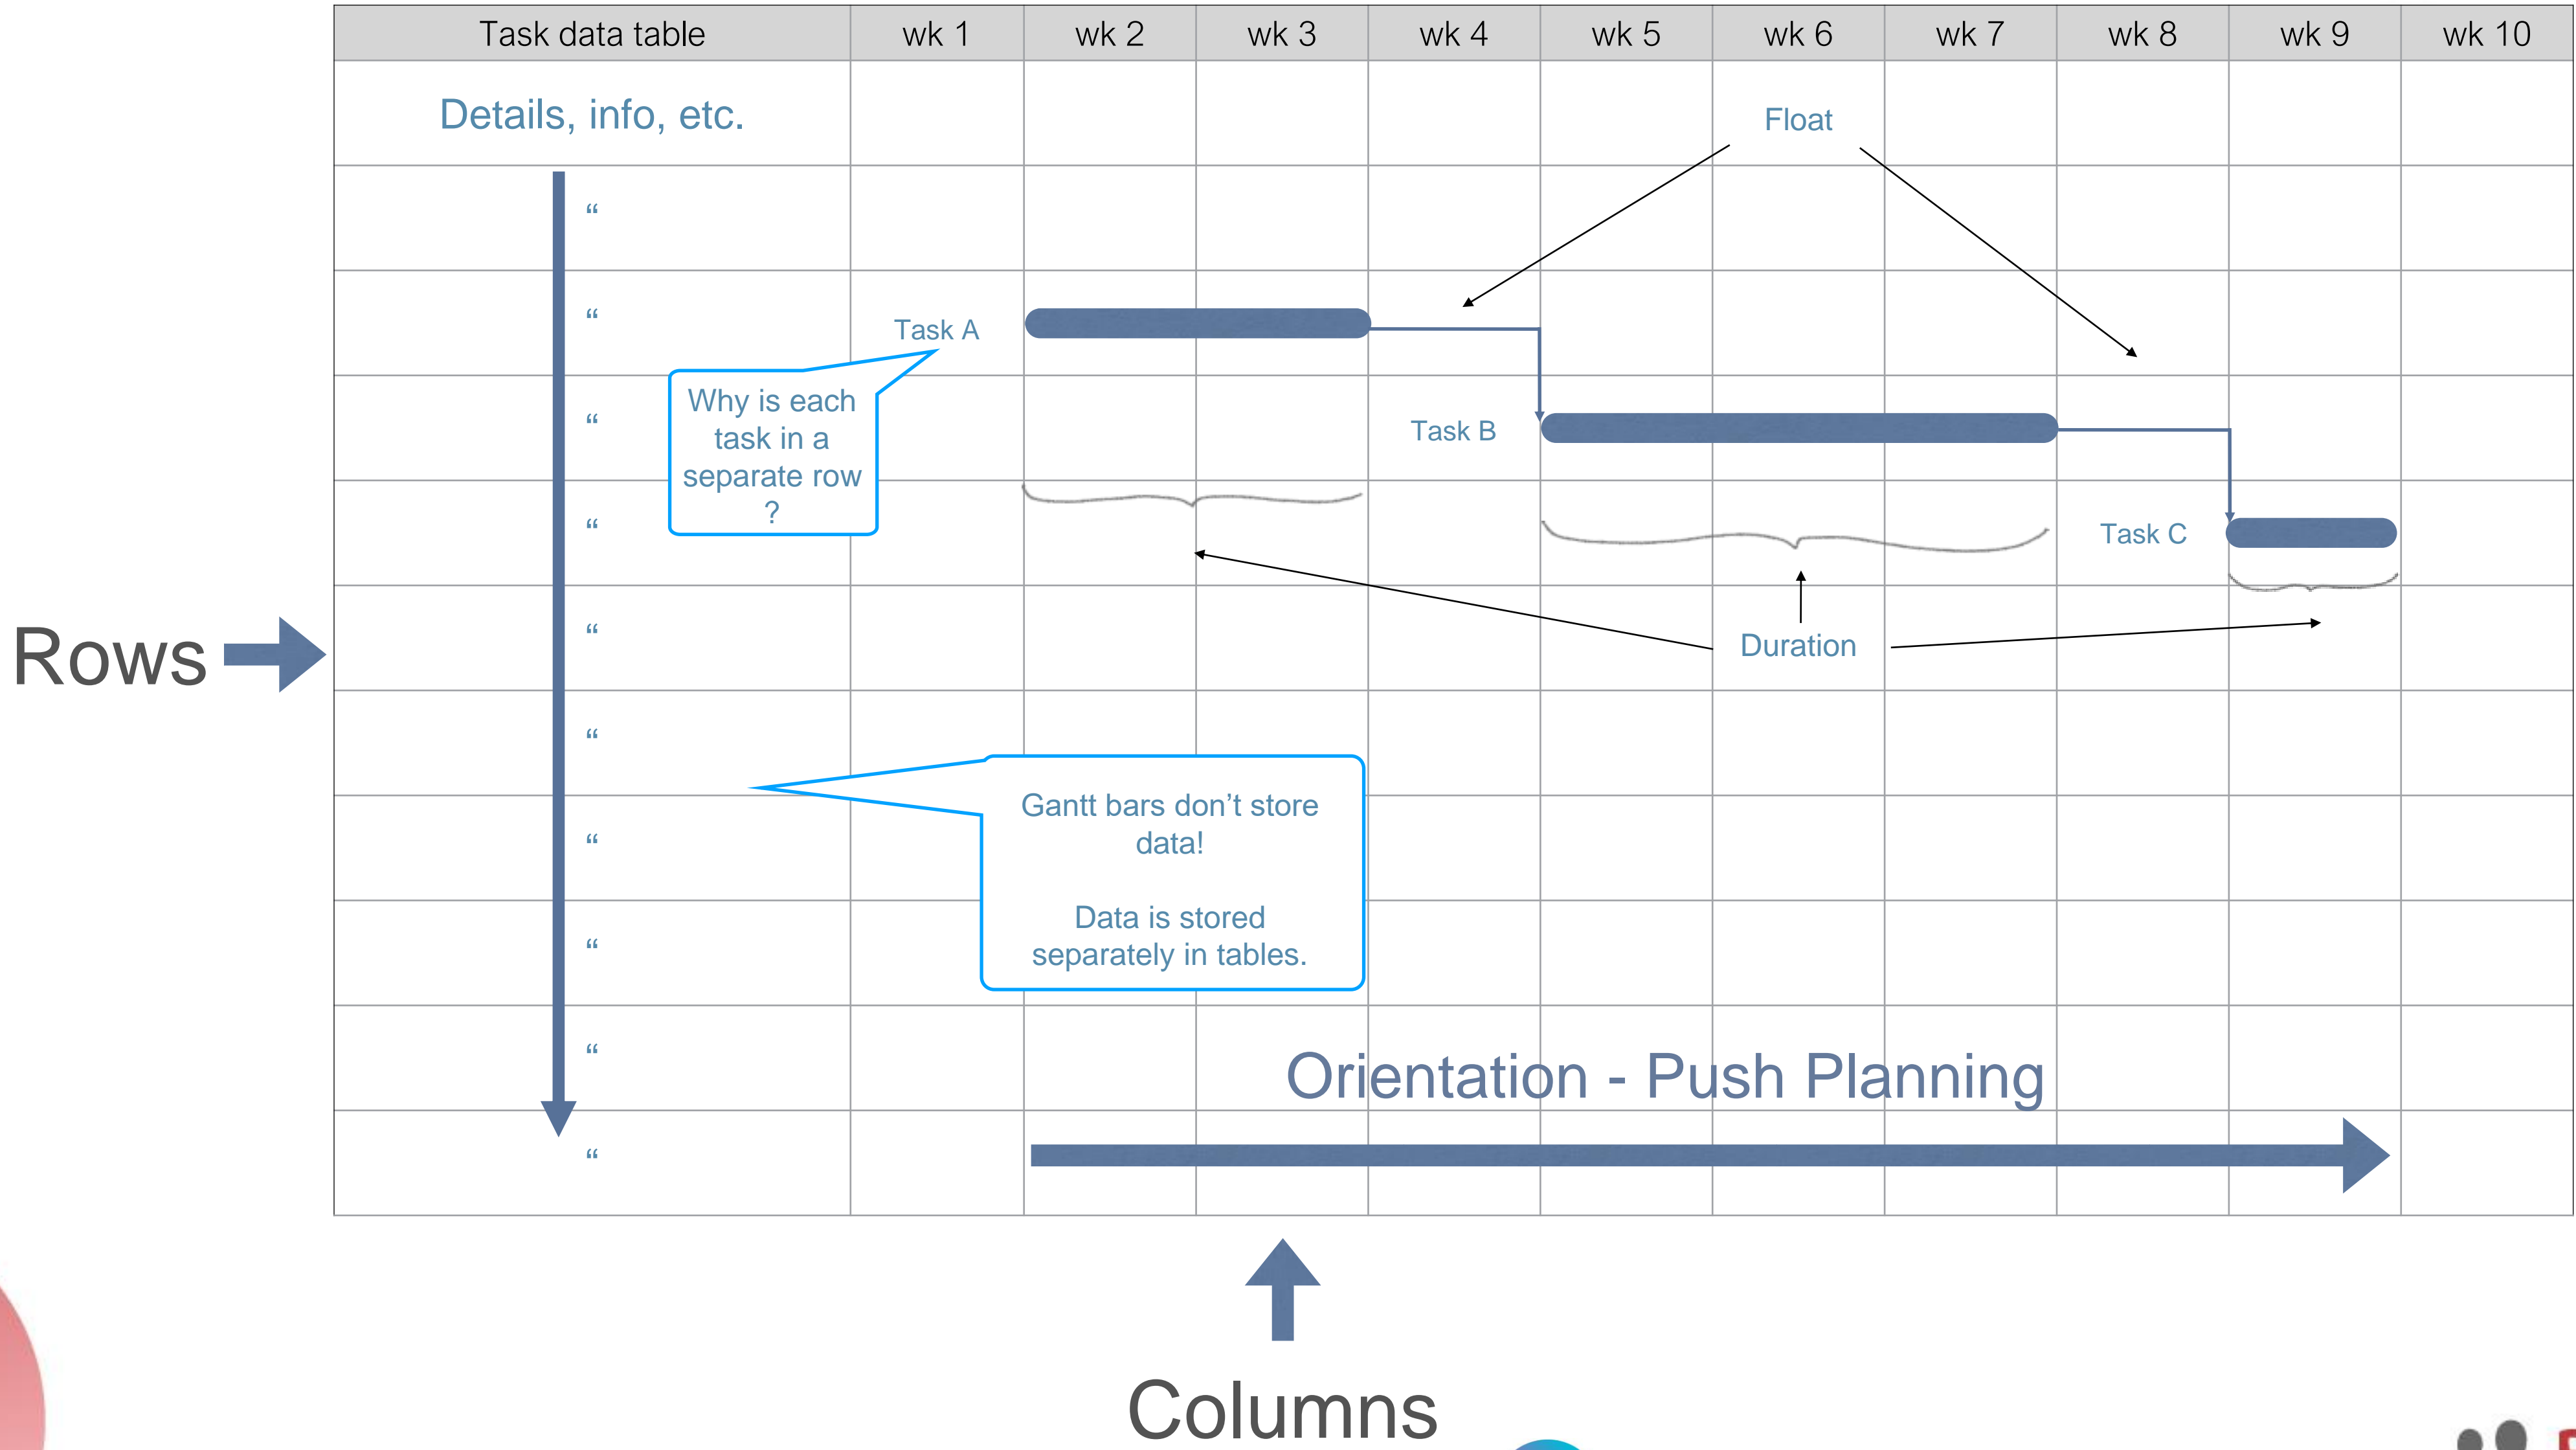 Task data table wk 1 wk 2 wk 3 wk 4 wk 5 wk 6 wk 7 wk 8 wk 9 wk 10
Details, info, etc.
Float
“
“
Task A
Why is each
task in a
separate row
?
“
Task B
“
Task C
Rows
“
Duration
“
Gantt bars don’t store
data!
Data is stored
separately in tables.
“
“
“
Orientation - Push Planning
“
Columns